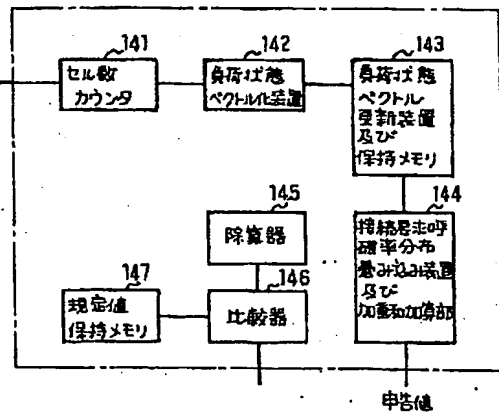 141
セル数
カウンタ
142
負荷状態
ベクトル化装置
143
負荷状態
ベクトル
更新装置
及び
保持メモリ
144
接続要求呼
確率分布
畳み込み装置
及び
加重和加算部
145
除算器
146
比較器
147
規定値
保持メモリ
申告値